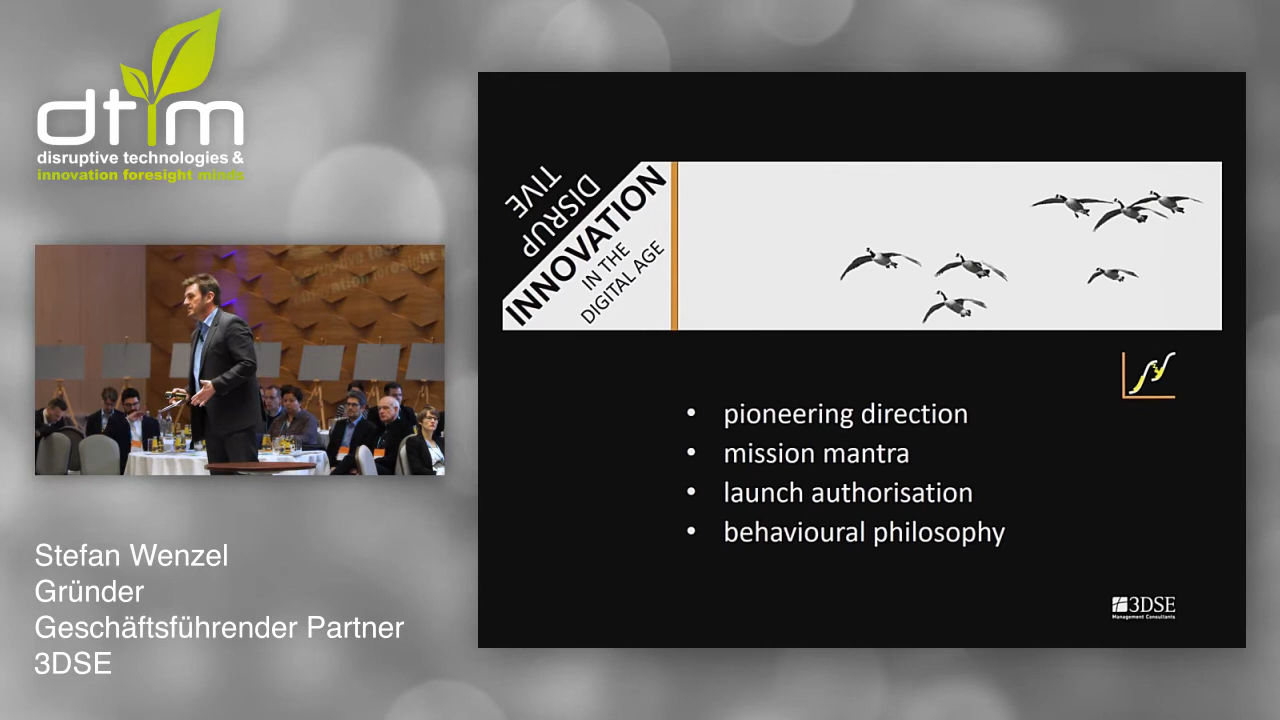 dtim
disruptive technologies &
innovation foresight minds
DISRUP
TIVE
INNOVATION
IN THE
DIGITAL AGE
• pioneering direction
• mission mantra
• launch authorisation
• behavioural philosophy
3DSE
Management Consultants
Stefan Wenzel
Gründer
Geschäftsführender Partner
3DSE